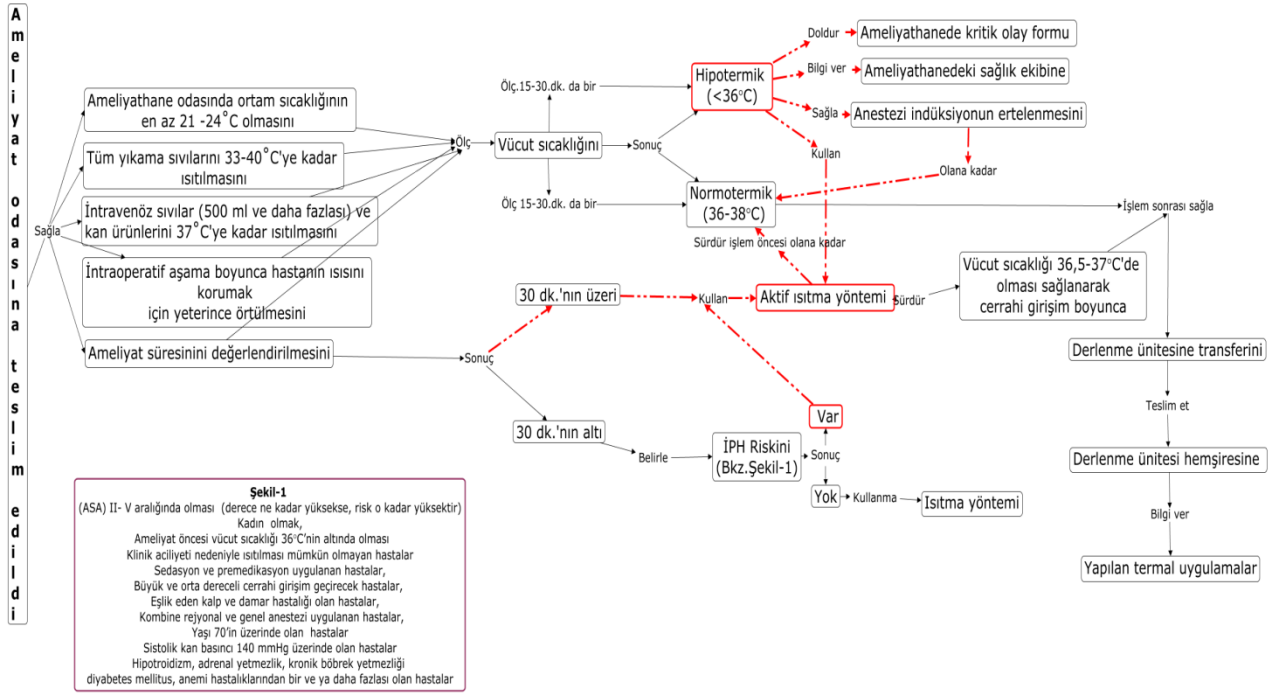 Ameliyat odasına teslim edildi
Sağla
Ameliyathane odasında ortam sıcaklığının
en az 21 -24°C olmasını
Tüm yıkama sıvılarını 33-40°C'ye kadar
ısıtılmasını
İntravenöz sıvılar (500 ml ve daha fazlası) ve
kan ürünlerini 37°C'ye kadar ısıtılmasını
İntraoperatif aşama boyunca hastanın ısısını
korumak
için yeterince örtülmesini
Ameliyat süresinini değerlendirilmesini
Ölç
Vücut sıcaklığını
Ölç.15-30.dk. da bir
Sonuç
Ölç 15-30.dk. da bir
Hipotermik
(<36°C)
Doldur
Ameliyathanede kritik olay formu
Bilgi ver
Ameliyathanedeki sağlık ekibine
Sağla
Anestezi indüksiyonun ertelenmesini
Kullan
Olana kadar
Normotermik
(36-38°C)
İşlem sonrası sağla
Sürdür işlem öncesi olana kadar
Sonuç
30 dk.'nın üzeri
Kullan
Aktif ısıtma yöntemi
Sürdür
Vücut sıcaklığı 36,5-37°C'de
olması sağlanarak
cerrahi girişim boyunca
30 dk.'nın altı
Belirle
İPH Riskini
(Bkz.Şekil-1)
Sonuç
Var
Yok
Kullanma
Isıtma yöntemi
Derlenme ünitesine transferini
Teslim et
Derlenme ünitesi hemşiresine
Bilgi ver
Yapılan termal uygulamalar
Şekil-1
(ASA) II- V aralığında olması (derece ne kadar yüksekse, risk o kadar yüksektir)
Kadın olmak,
Ameliyat öncesi vücut sıcaklığı 36°C'nin altında olması
Klinik aciliyeti nedeniyle ısıtılması mümkün olmayan hastalar
Sedasyon ve premedikasyon uygulanan hastalar,
Büyük ve orta dereceli cerrahi girişim geçirecek hastalar,
Eşlik eden kalp ve damar hastalığı olan hastalar,
Kombine rejyonal ve genel anestezi uygulanan hastalar,
Yaşı 70'in üzerinde olan hastalar
Sistolik kan basıncı 140 mmHg üzerinde olan hastalar
Hipotroidizm, adrenal yetmezlik, kronik böbrek yetmezliği
diyabetes mellitus, anemi hastalıklarından bir ve ya daha fazlası olan hastalar